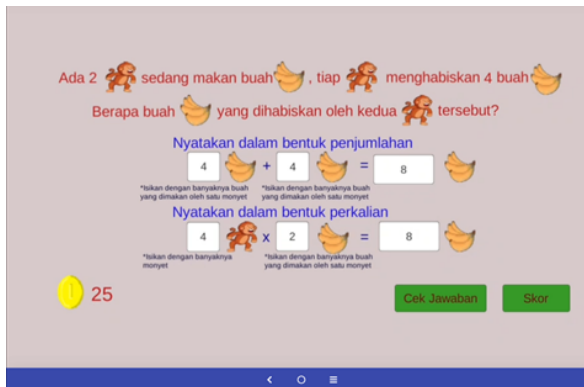 Ada 2 sedang makan buah , tiap menghabiskan 4 buah
Berapa buah yang dihabiskan oleh kedua tersebut?
Nyatakan dalam bentuk penjumlahan
4 + 4 = 8
*Isikan dengan banyaknya buah *Isikan dengan banyaknya buah
yang dimakan oleh satu monyet yang dimakan oleh satu monyet
Nyatakan dalam bentuk perkalian
4 x 2 = 8
*Isikan dengan banyaknya *Isikan dengan banyaknya buah
monyet yang dimakan oleh satu monyet
25 Cek Jawaban Skor